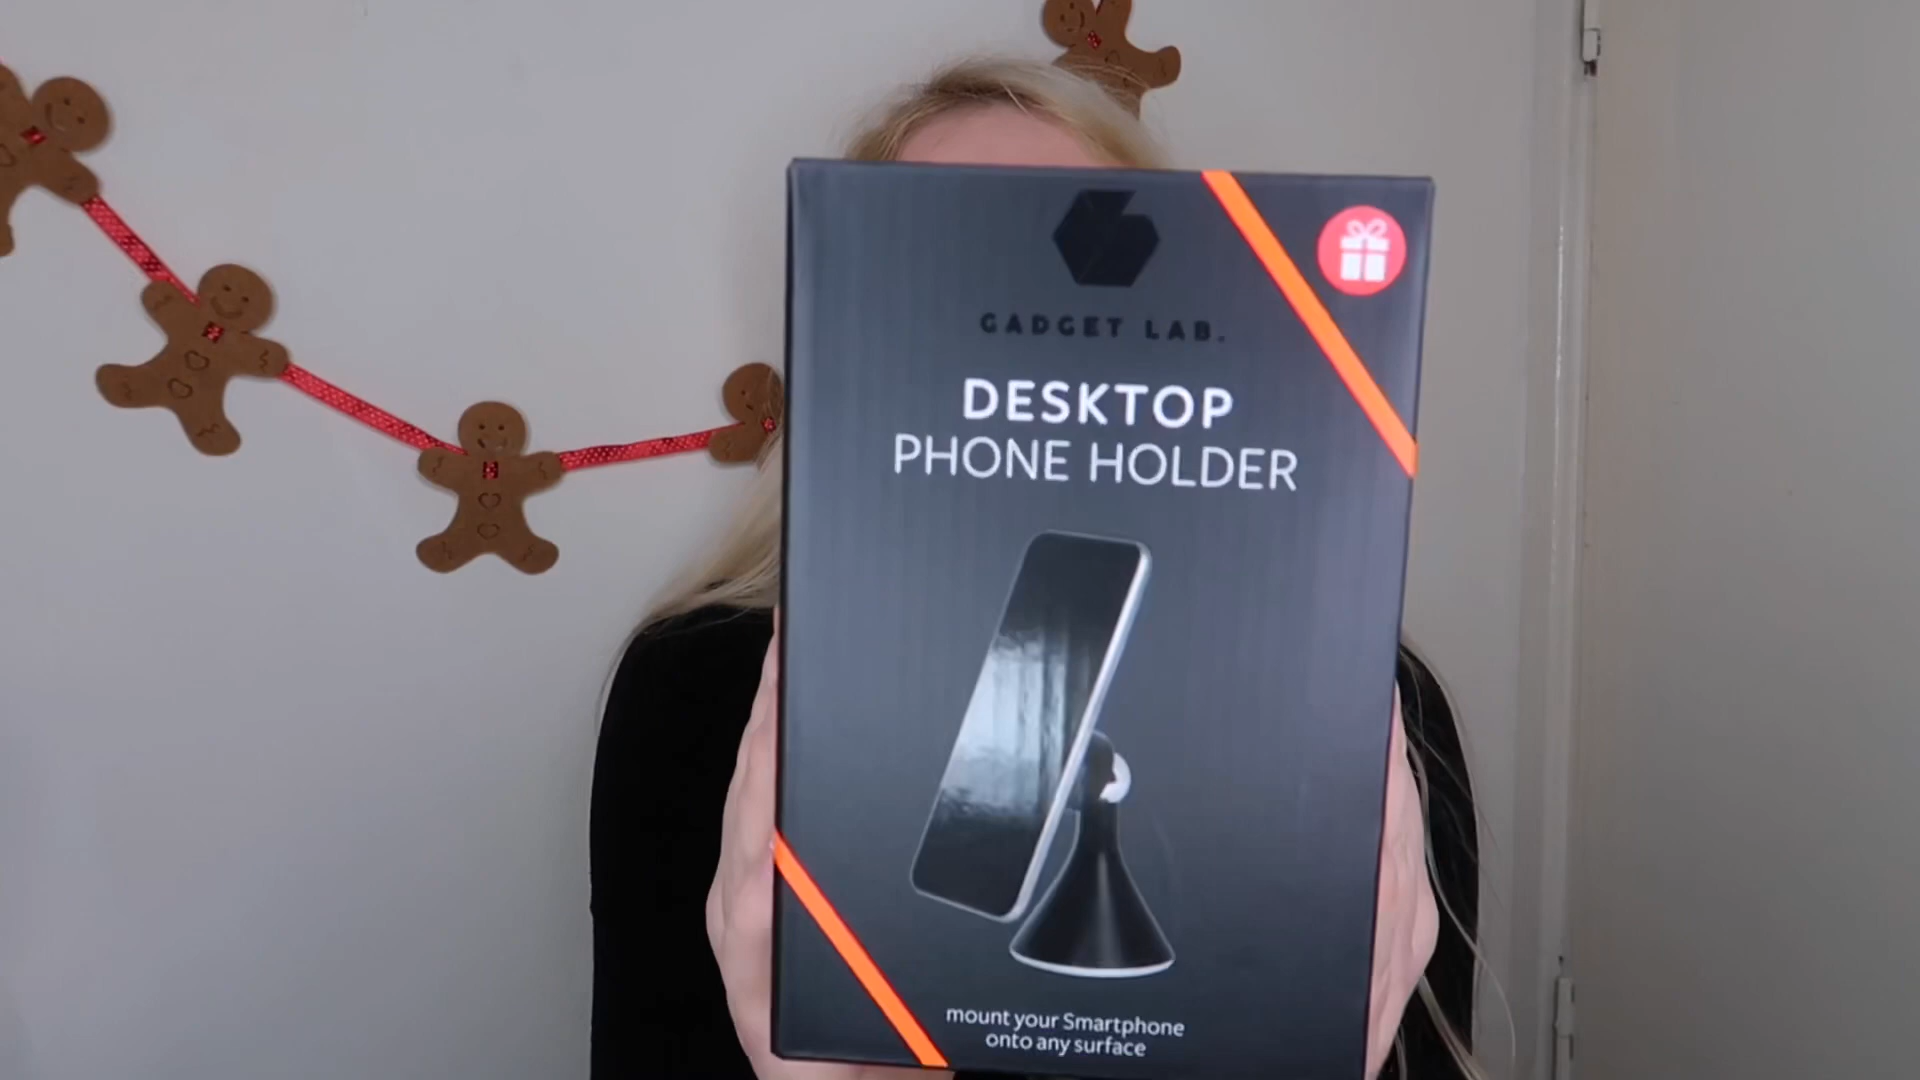 GADGET LAB.
DESKTOP
PHONE HOLDER
mount your Smartphone
onto any surface